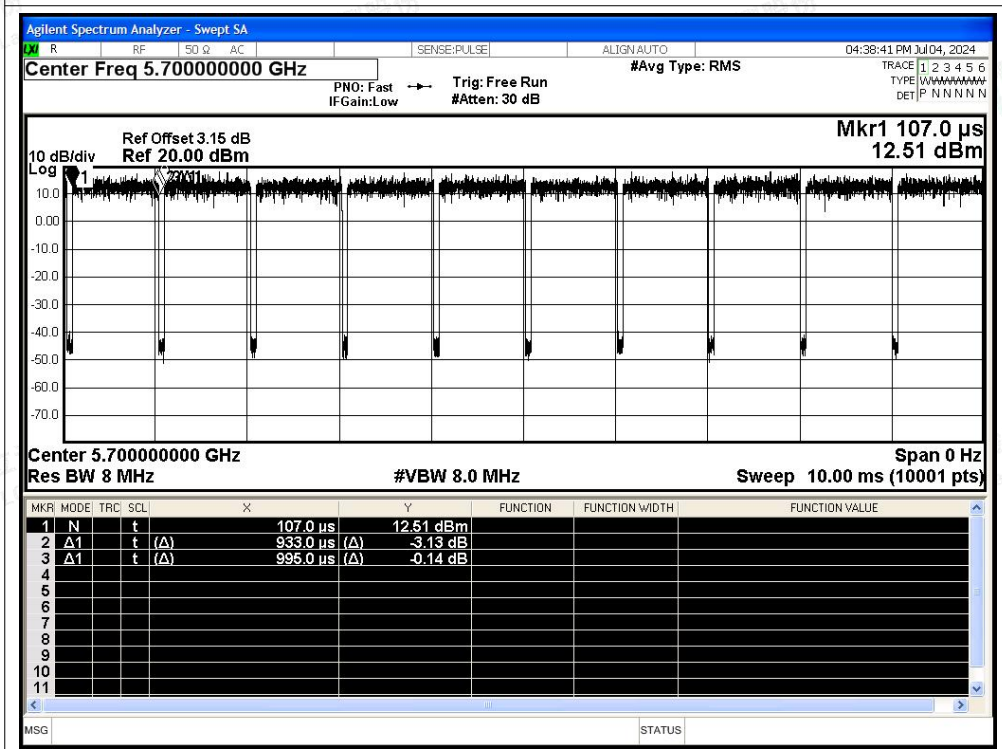 Agilent Spectrum Analyzer - Swept SA
LXI R RF 50 Ω AC SENSE:PULSE ALIGN AUTO 04:38:41 PM Jul 04, 2024
Center Freq 5.700000000 GHz #Avg Type: RMS TRACE 1 2 3 4 5 6
PNO: Fast Trig: Free Run TYPE
IFGain:Low #Atten: 30 dB DET P N N N N N
Mkr1 107.0 µs
Ref Offset 3.15 dB
10 dB/div Ref 20.00 dBm 12.51 dBm
Log
1
10.0
0.00
-10.0
-20.0
-30.0
-40.0
-50.0
-60.0
-70.0
Center 5.700000000 GHz Span 0 Hz
Res BW 8 MHz #VBW 8.0 MHz Sweep 10.00 ms (10001 pts)
MKR MODE TRC SCL X Y FUNCTION FUNCTION WIDTH FUNCTION VALUE
1 N t 107.0 µs 12.51 dBm
2 Δ1 t (Δ) 933.0 µs (Δ) -3.13 dB
3 Δ1 t (Δ) 995.0 µs (Δ) -0.14 dB
4
5
6
7
8
9
10
11
MSG STATUS